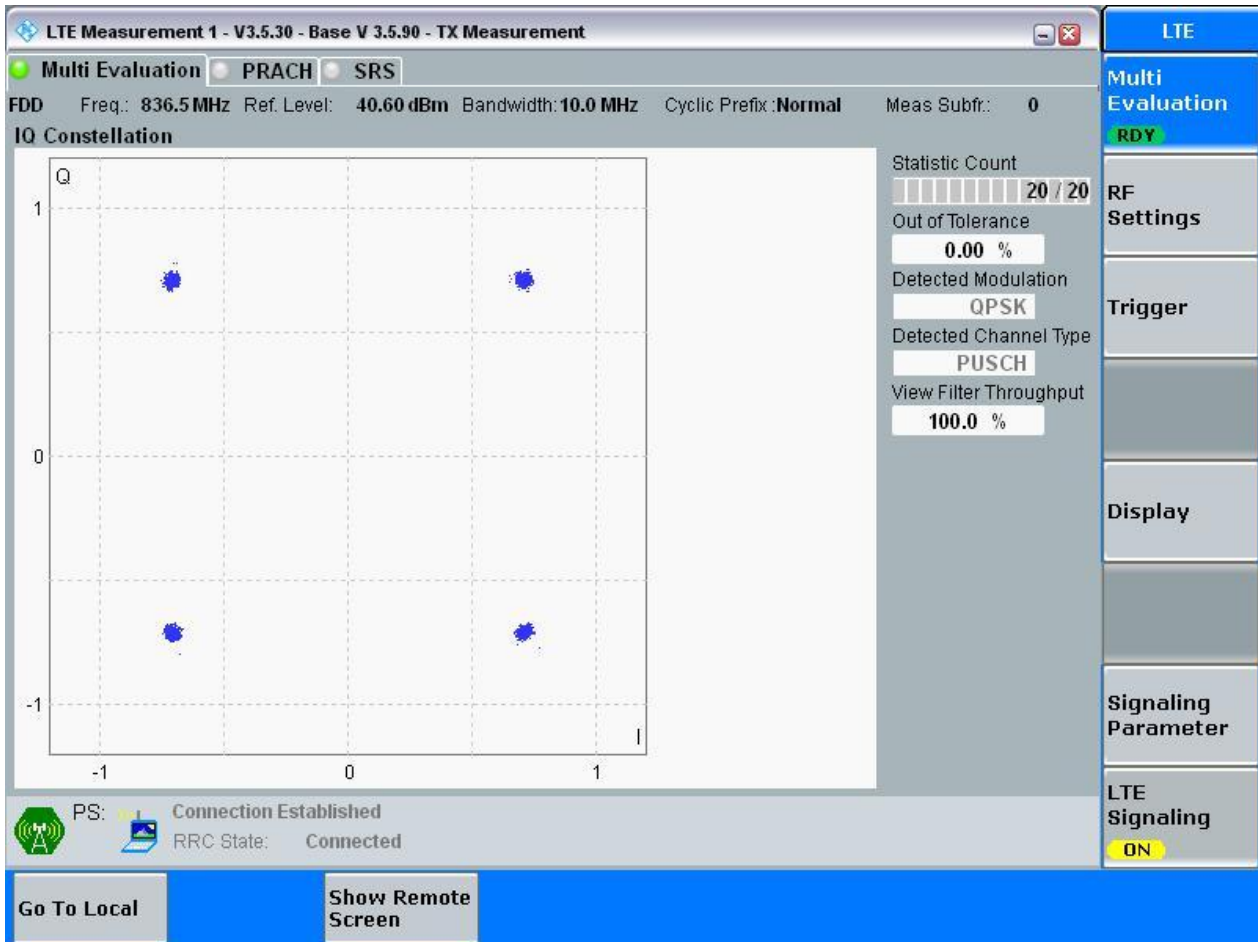 LTE Measurement 1 - V3.5.30 - Base V 3.5.90 - TX Measurement
LTE
Multi Evaluation PRACH SRS
Multi
Evaluation
RDY
FDD Freq.: 836.5 MHz Ref. Level: 40.60 dBm Bandwidth: 10.0 MHz Cyclic Prefix :Normal Meas Subfr.: 0
IQ Constellation
Q
1
0
-1
I
-1 0 1
Statistic Count
20 / 20
Out of Tolerance
0.00 %
Detected Modulation
QPSK
Detected Channel Type
PUSCH
View Filter Throughput
100.0 %
RF
Settings
Trigger
Display
Signaling
Parameter
LTE
Signaling
ON
PS: Connection Established
RRC State: Connected
Go To Local
Show Remote
Screen